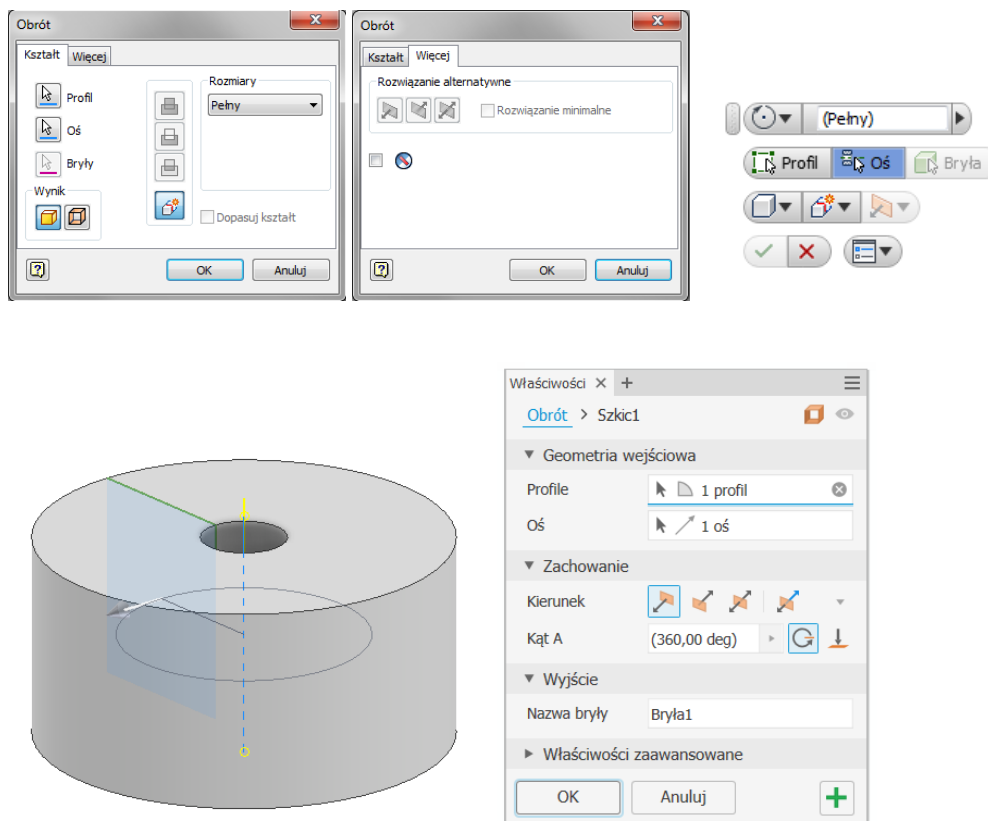 Obrót
Kształt Więcej
Profil
Oś
Bryły
Wynik
Rozmiary
Pełny
Dopasuj kształt
OK Anuluj
Obrót
Kształt Więcej
Rozwiązanie alternatywne
Rozwiązanie minimalne
OK Anuluj
(Pełny)
Profil Oś Bryła
Właściwości
Obrót > Szkic1
Geometria wejściowa
Profile 1 profil
Oś 1 oś
Zachowanie
Kierunek
Kąt A (360,00 deg)
Wyjście
Nazwa bryły Bryła1
Właściwości zaawansowane
OK Anuluj